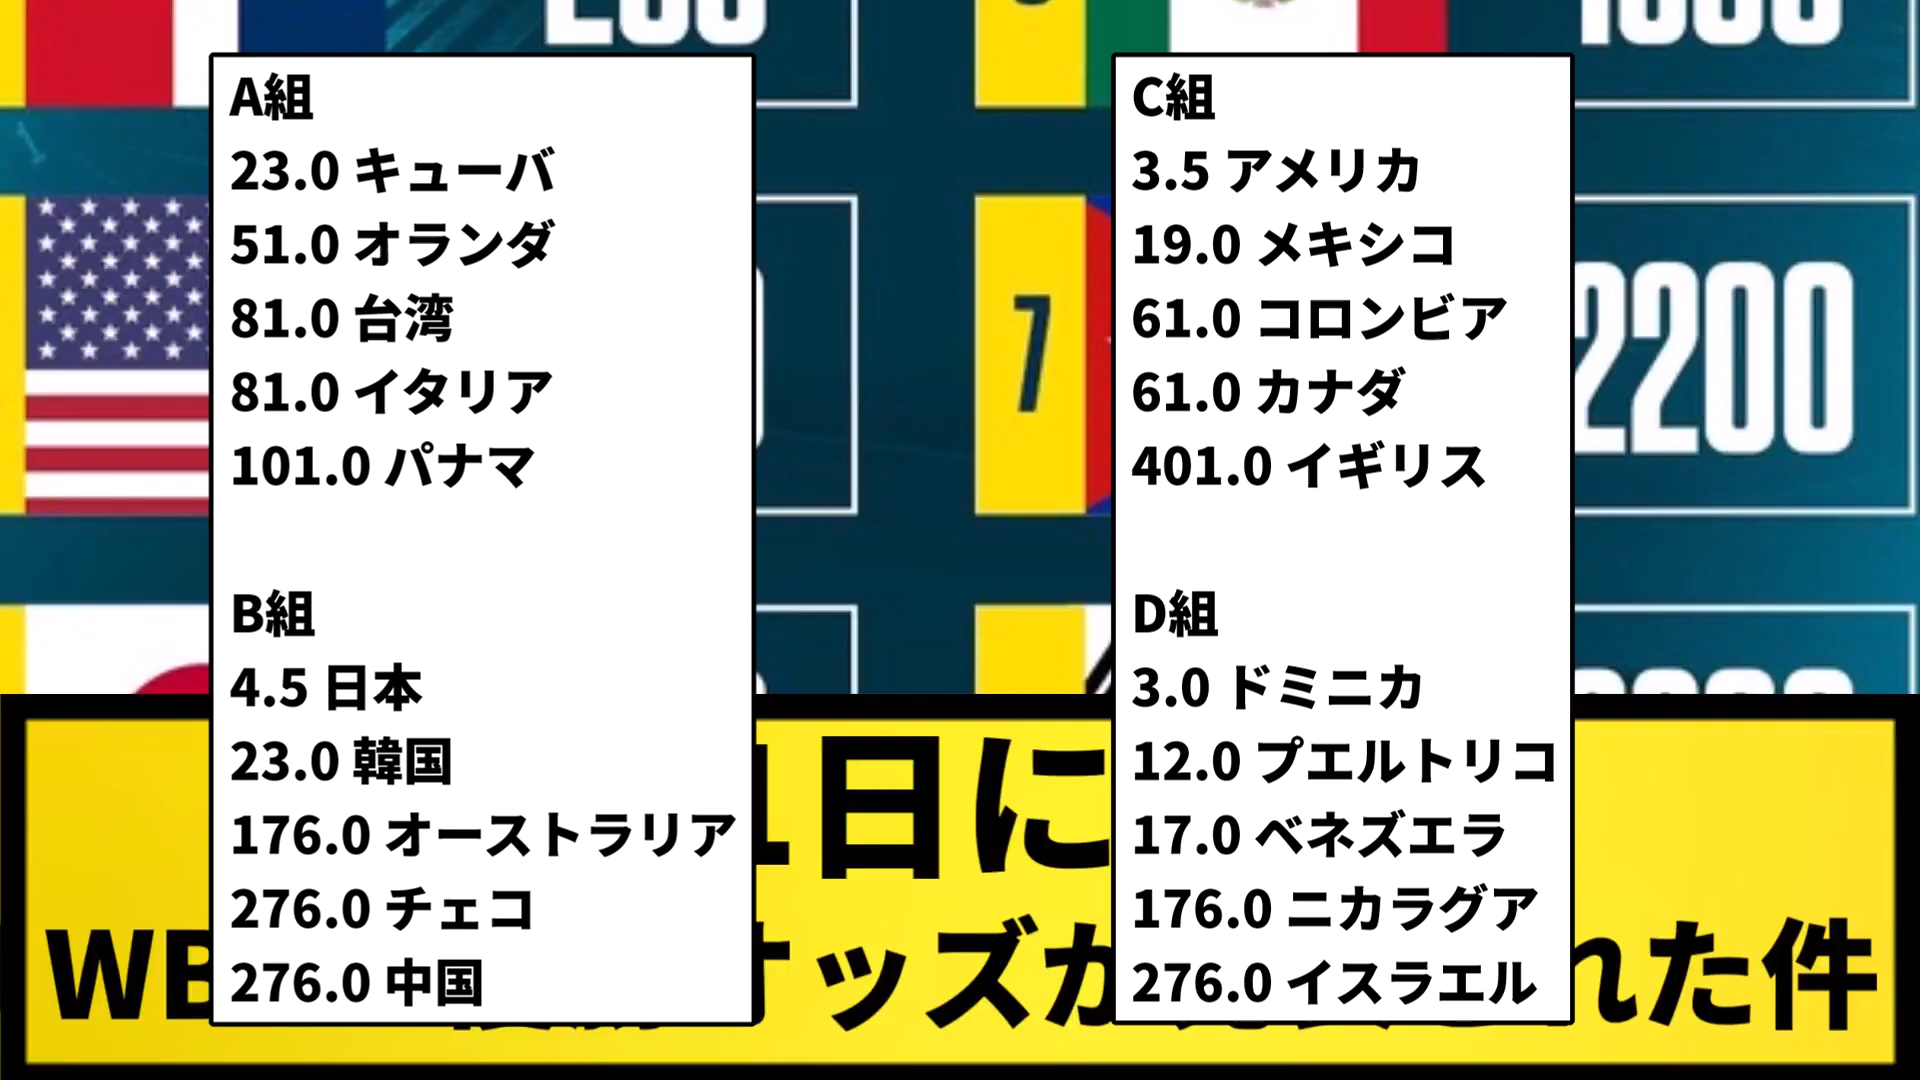 A組
23.0 キューバ
51.0 オランダ
81.0 台湾
81.0 イタリア
101.0 パナマ
B組
4.5 日本
23.0 韓国
176.0 オーストラリア
276.0 チェコ
276.0 中国
C組
3.5 アメリカ
19.0 メキシコ
61.0 コロンビア
61.0 カナダ
401.0 イギリス
D組
3.0 ドミニカ
12.0 プエルトリコ
17.0 ベネズエラ
176.0 ニカラグア
276.0 イスラエル
7
2200
1日に
オッズが
れた件